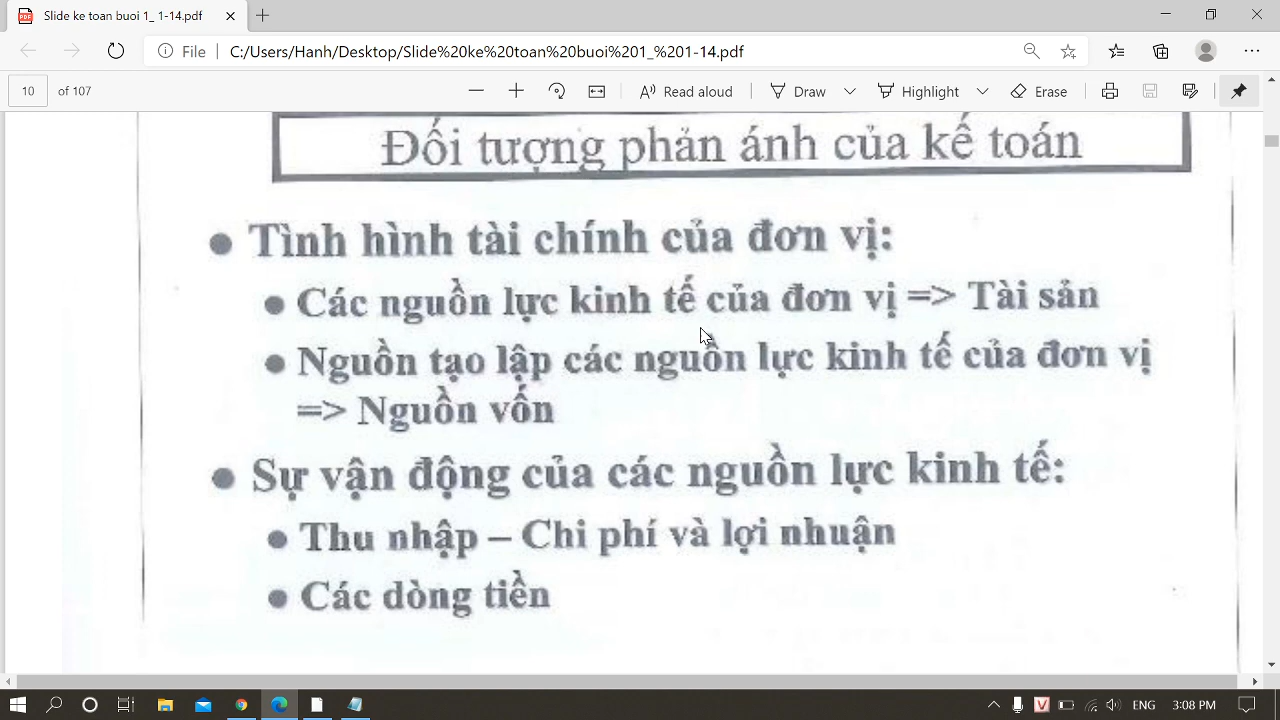 Slide ke toan buoi 1_ 1-14.pdf
File
C:/Users/Hanh/Desktop/Slide%20ke%20toan%20buoi%201_%201-14.pdf
10 of 107
Read aloud
Draw
Highlight
Erase
Đối tượng phản ánh của kế toán
Tình hình tài chính của đơn vị:
Các nguồn lực kinh tế của đơn vị => Tài sản
Nguồn tạo lập các nguồn lực kinh tế của đơn vị
=> Nguồn vốn
Sự vận động của các nguồn lực kinh tế:
Thu nhập – Chi phí và lợi nhuận
Các dòng tiền
V
ENG
3:08 PM